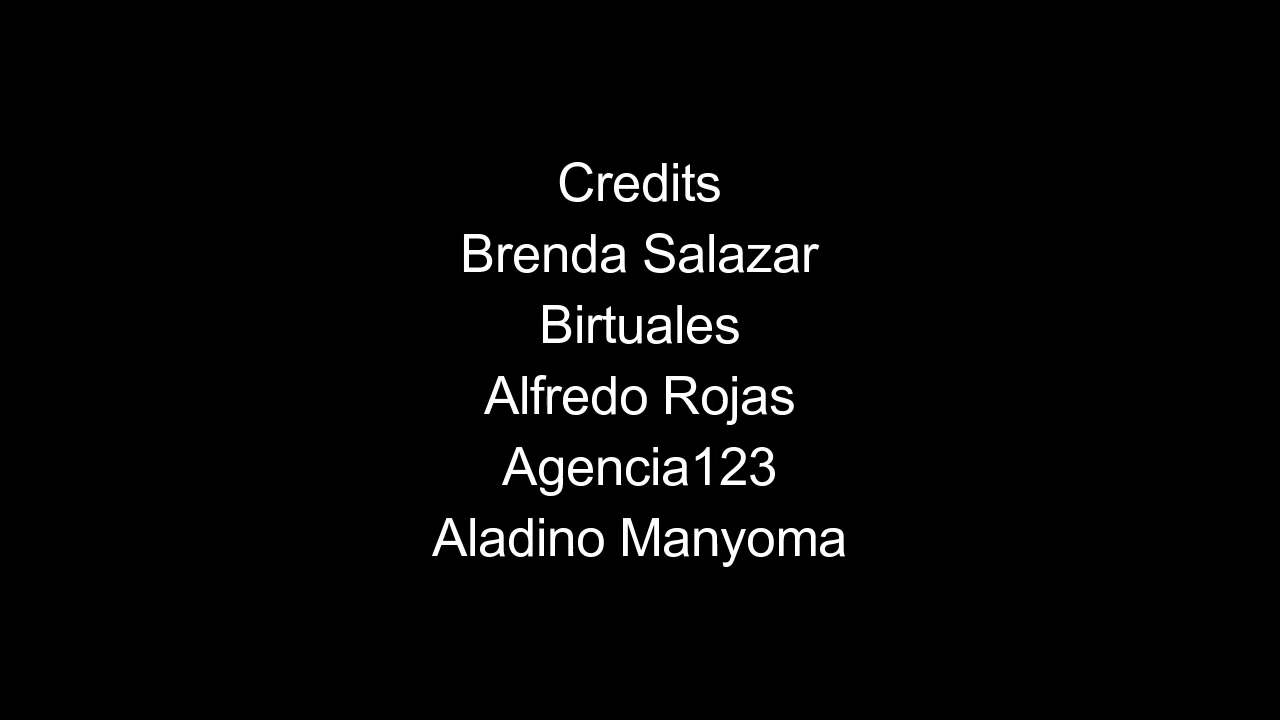 Credits
Brenda Salazar
Birtuales
Alfredo Rojas
Agencia123
Aladino Manyoma